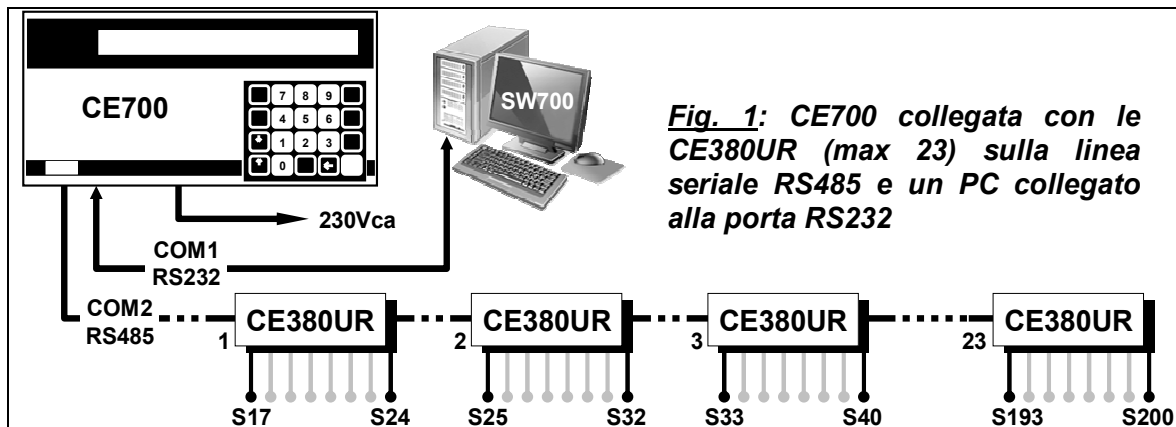 CE700
7 8 9
4 5 6
1 2 3
0
SW700
Fig. 1: CE700 collegata con le
CE380UR (max 23) sulla linea
seriale RS485 e un PC collegato
alla porta RS232
230Vca
COM1
RS232
COM2
RS485
1 CE380UR
2 CE380UR
3 CE380UR
23 CE380UR
S17 S24 S25 S32 S33 S40 S193 S200